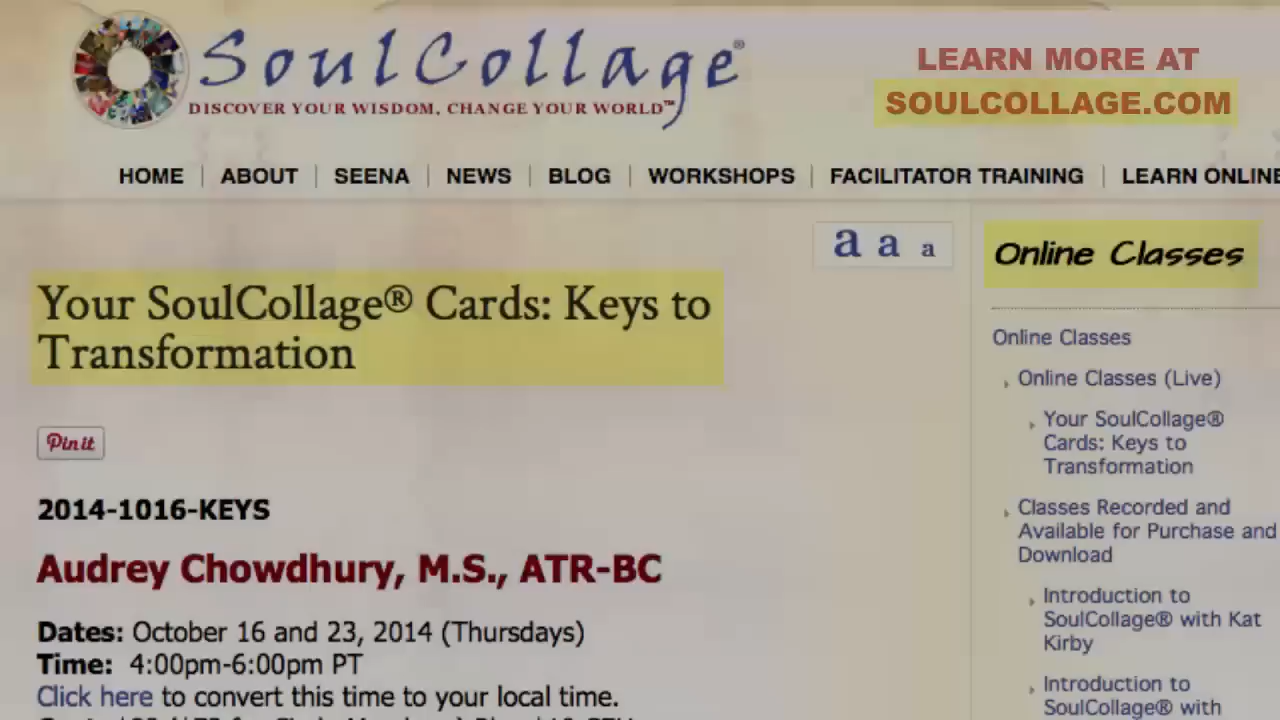 SoulCollage®
DISCOVER YOUR WISDOM, CHANGE YOUR WORLD™
LEARN MORE AT
SOULCOLLAGE.COM
HOME | ABOUT | SEENA | NEWS | BLOG | WORKSHOPS | FACILITATOR TRAINING | LEARN ONLINE
a a a
Your SoulCollage® Cards: Keys to
Transformation
Pin it
2014-1016-KEYS
Audrey Chowdhury, M.S., ATR-BC
Dates: October 16 and 23, 2014 (Thursdays)
Time: 4:00pm-6:00pm PT
Click here to convert this time to your local time.
Online Classes
Online Classes
Online Classes (Live)
Your SoulCollage®
Cards: Keys to
Transformation
Classes Recorded and
Available for Purchase and
Download
Introduction to
SoulCollage® with Kat
Kirby
Introduction to
SoulCollage® with